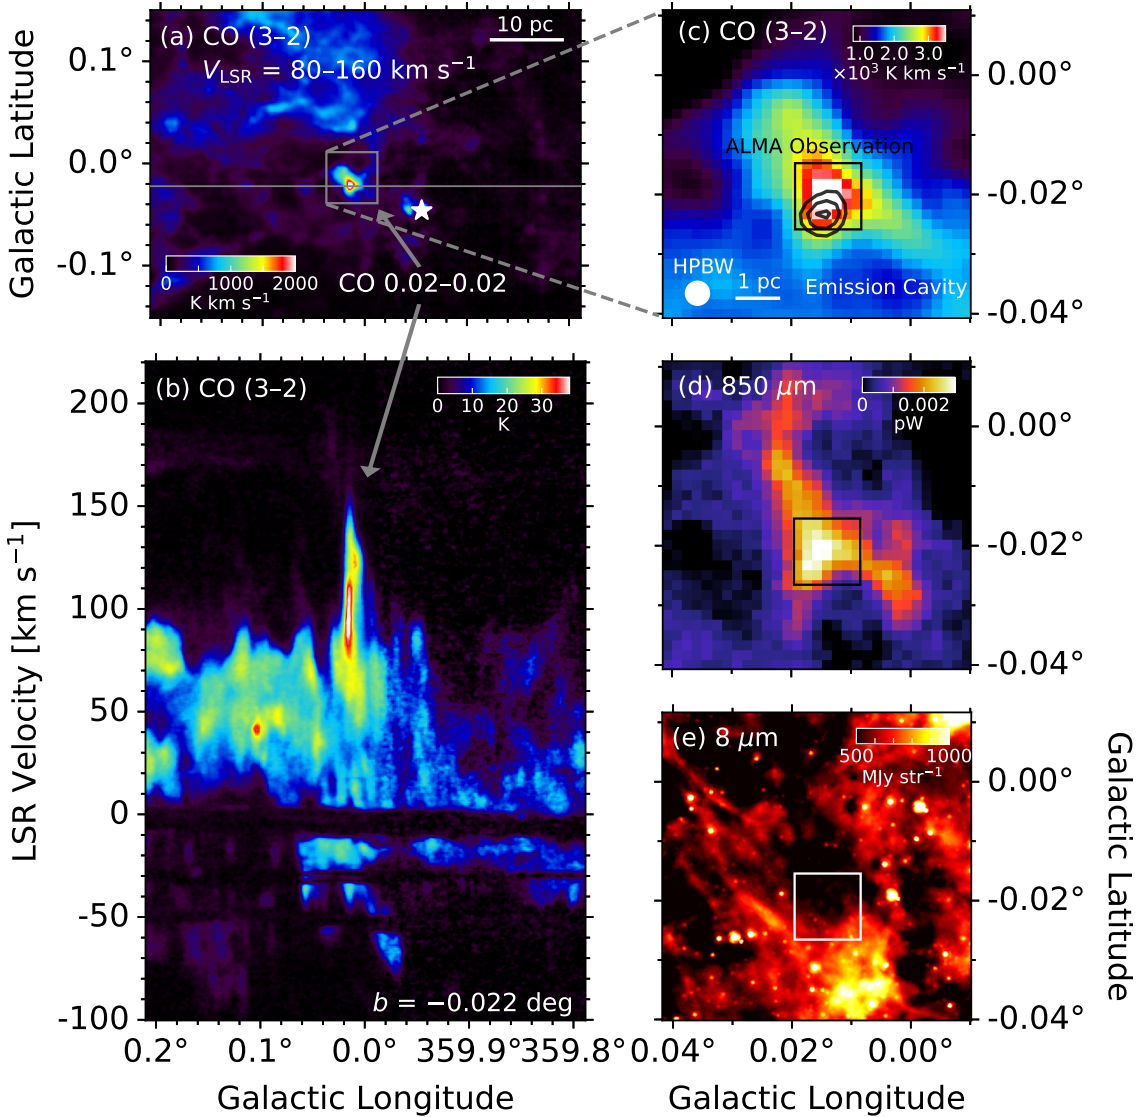 (a) CO (3–2)
V_LSR = 80–160 km s⁻¹
10 pc
0.1°
0.0°
-0.1°
Galactic Latitude
0 1000 2000
K km s⁻¹
CO 0.02–0.02
(b) CO (3–2)
0 10 20 30
K
200
150
100
50
0
-50
-100
LSR Velocity [km s⁻¹]
b = −0.022 deg
0.2° 0.1° 0.0° 359.9° 359.8°
Galactic Longitude
(c) CO (3–2)
1.0 2.0 3.0
×10³ K km s⁻¹
ALMA Observation
HPBW
1 pc
Emission Cavity
0.00°
-0.02°
-0.04°
(d) 850 μm
0 0.002
pW
0.00°
-0.02°
-0.04°
(e) 8 μm
500 1000
MJy str⁻¹
0.00°
-0.02°
-0.04°
Galactic Latitude
0.04° 0.02° 0.00°
Galactic Longitude